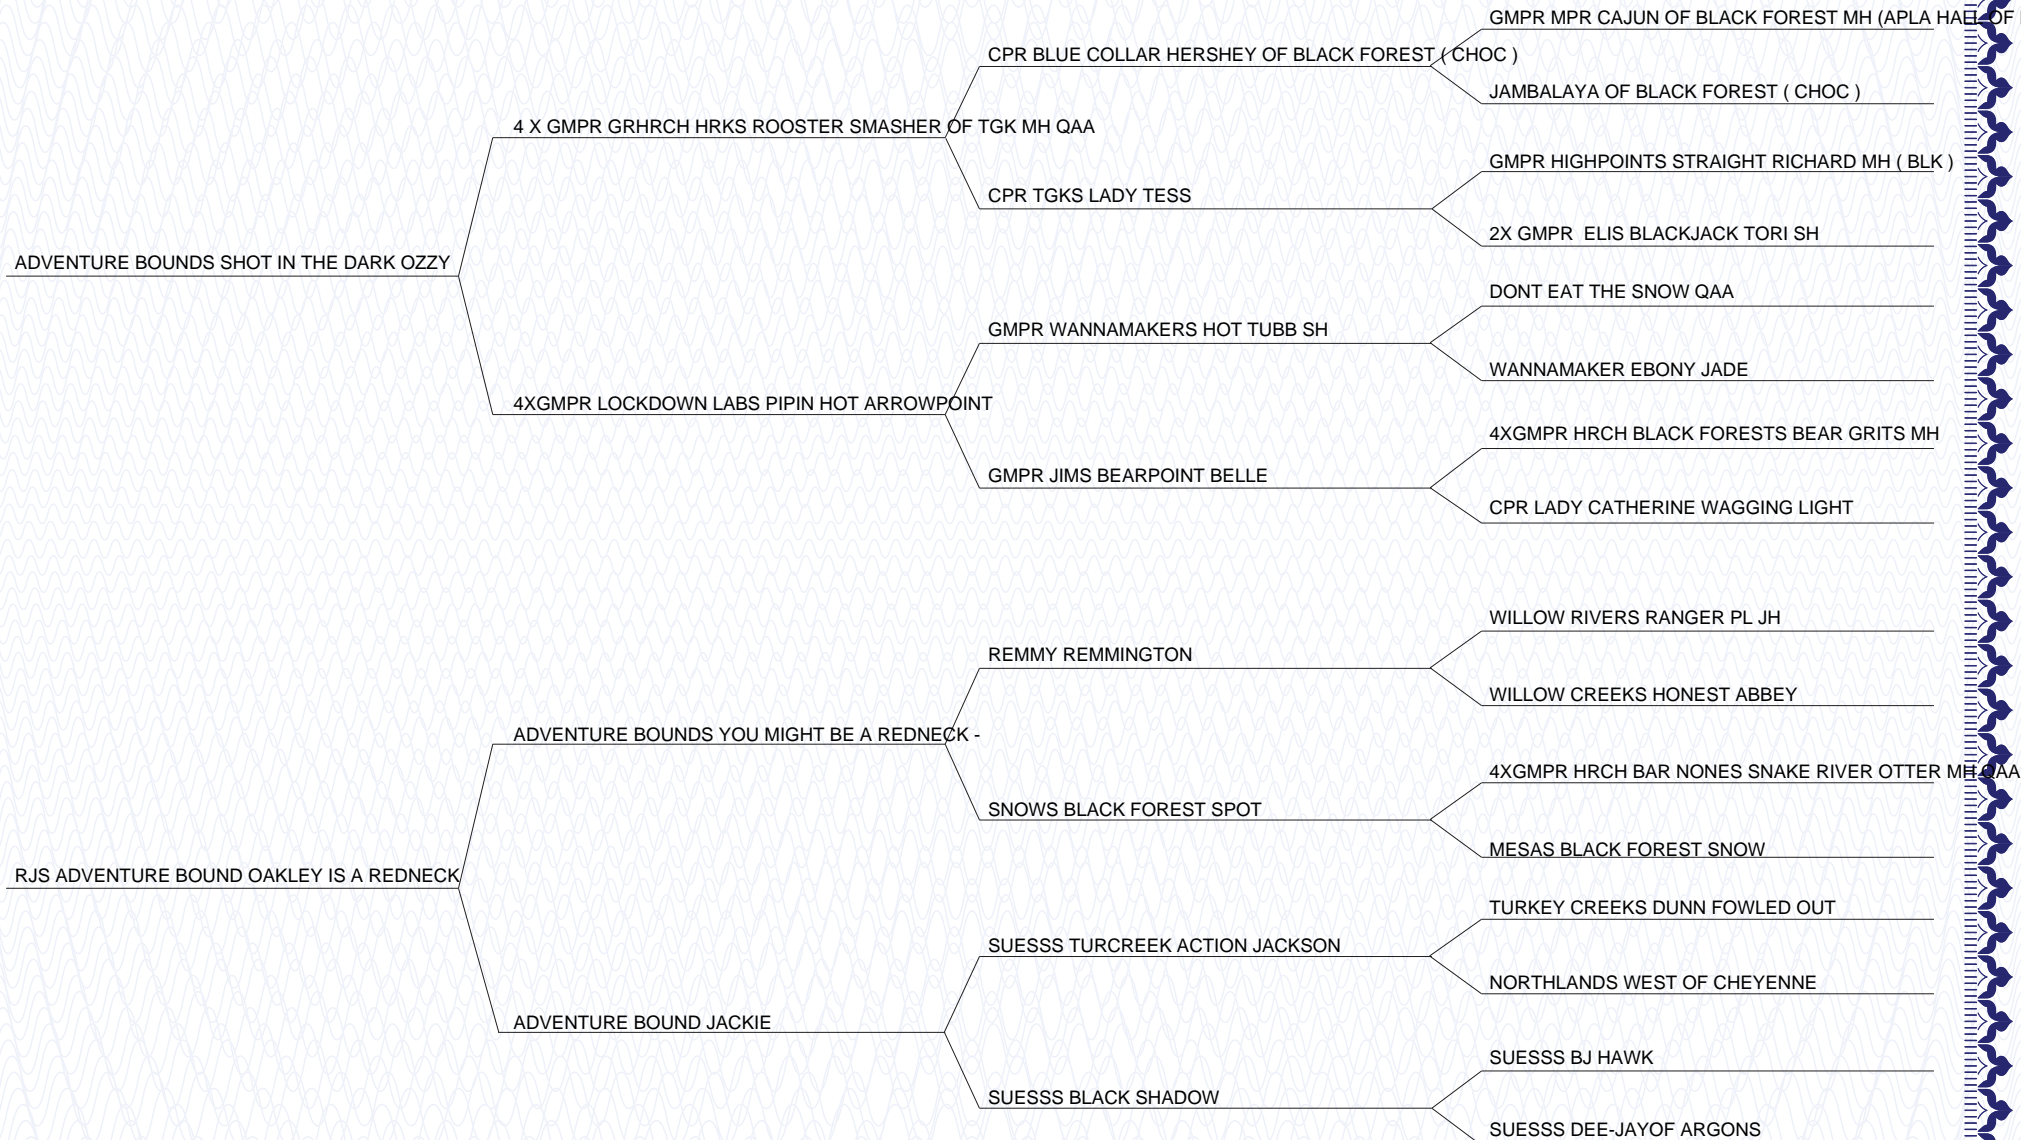 GMPR MPR CAJUN OF BLACK FOREST MH (APLA HALL OF
CPR BLUE COLLAR HERSHEY OF BLACK FOREST ( CHOC )
JAMBALAYA OF BLACK FOREST ( CHOC )
4 X GMPR GRHRCH HRKS ROOSTER SMASHER OF TGK MH QAA
GMPR HIGHPOINTS STRAIGHT RICHARD MH ( BLK )
CPR TGKS LADY TESS
2X GMPR  ELIS BLACKJACK TORI SH
ADVENTURE BOUNDS SHOT IN THE DARK OZZY
DONT EAT THE SNOW QAA
GMPR WANNAMAKERS HOT TUBB SH
WANNAMAKER EBONY JADE
4XGMPR LOCKDOWN LABS PIPIN HOT ARROWPOINT
4XGMPR HRCH BLACK FORESTS BEAR GRITS MH
GMPR JIMS BEARPOINT BELLE
CPR LADY CATHERINE WAGGING LIGHT
WILLOW RIVERS RANGER PL JH
REMMY REMMINGTON
WILLOW CREEKS HONEST ABBEY
ADVENTURE BOUNDS YOU MIGHT BE A REDNECK -
4XGMPR HRCH BAR NONES SNAKE RIVER OTTER MH QAA
SNOWS BLACK FOREST SPOT
MESAS BLACK FOREST SNOW
RJS ADVENTURE BOUND OAKLEY IS A REDNECK
TURKEY CREEKS DUNN FOWLED OUT
SUESSS TURCREEK ACTION JACKSON
NORTHLANDS WEST OF CHEYENNE
ADVENTURE BOUND JACKIE
SUESSS BJ HAWK
SUESSS BLACK SHADOW
SUESSS DEE-JAYOF ARGONS